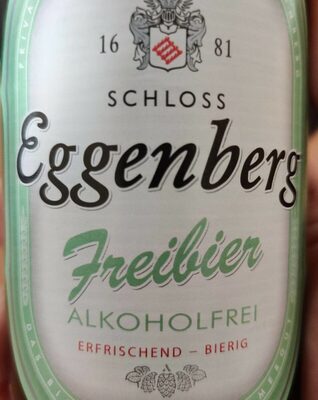 16 81
SCHLOSS
Eggenberg
Freibier
ALKOHOLFREI
ERFRISCHEND – BIERIG